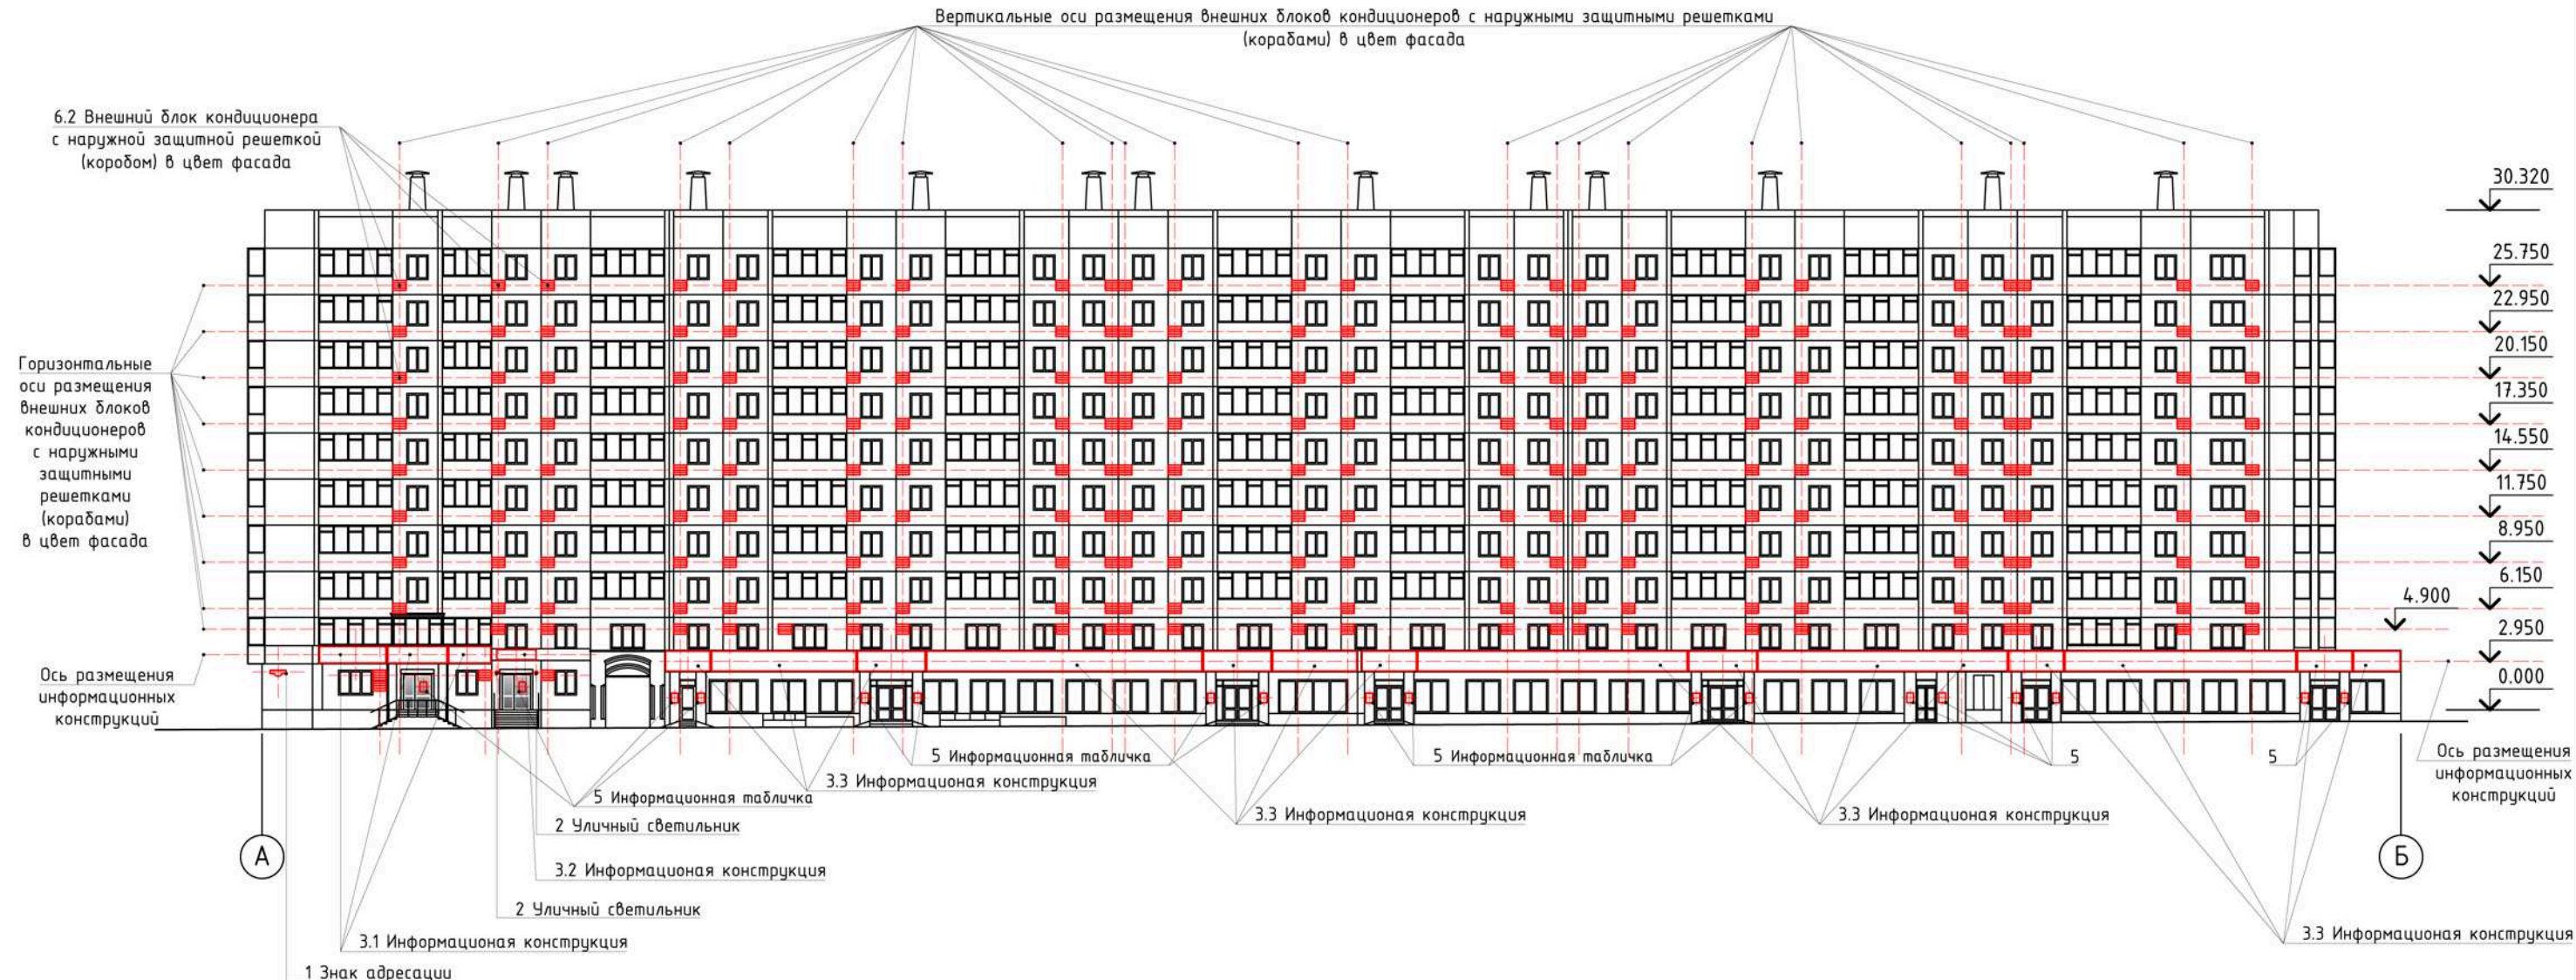 Вертикальные оси размещения внешних блоков кондиционеров с наружными защитными решетками
(корабами) в цвет фасада
6.2 Внешний блок кондиционера
с наружной защитной решеткой
(коробом) в цвет фасада
30.320
25.750
22.950
20.150
17.350
14.550
11.750
8.950
6.150
4.900
2.950
0.000
Горизонтальные
оси размещения
внешних блоков
кондиционеров
с наружными
защитными
решетками
(корабами)
в цвет фасада
Ось размещения
информационных
конструкций
5 Информационная табличка
5 Информационная табличка
5
5
Ось размещения
информационных
конструкций
3.3 Информационая конструкция
5 Информационная табличка
3.3 Информационая конструкция
3.3 Информационая конструкция
2 Уличный светильник
А
Б
3.2 Информационая конструкция
2 Уличный светильник
3.1 Информационая конструкция
3.3 Информационая конструкция
1 Знак адресации